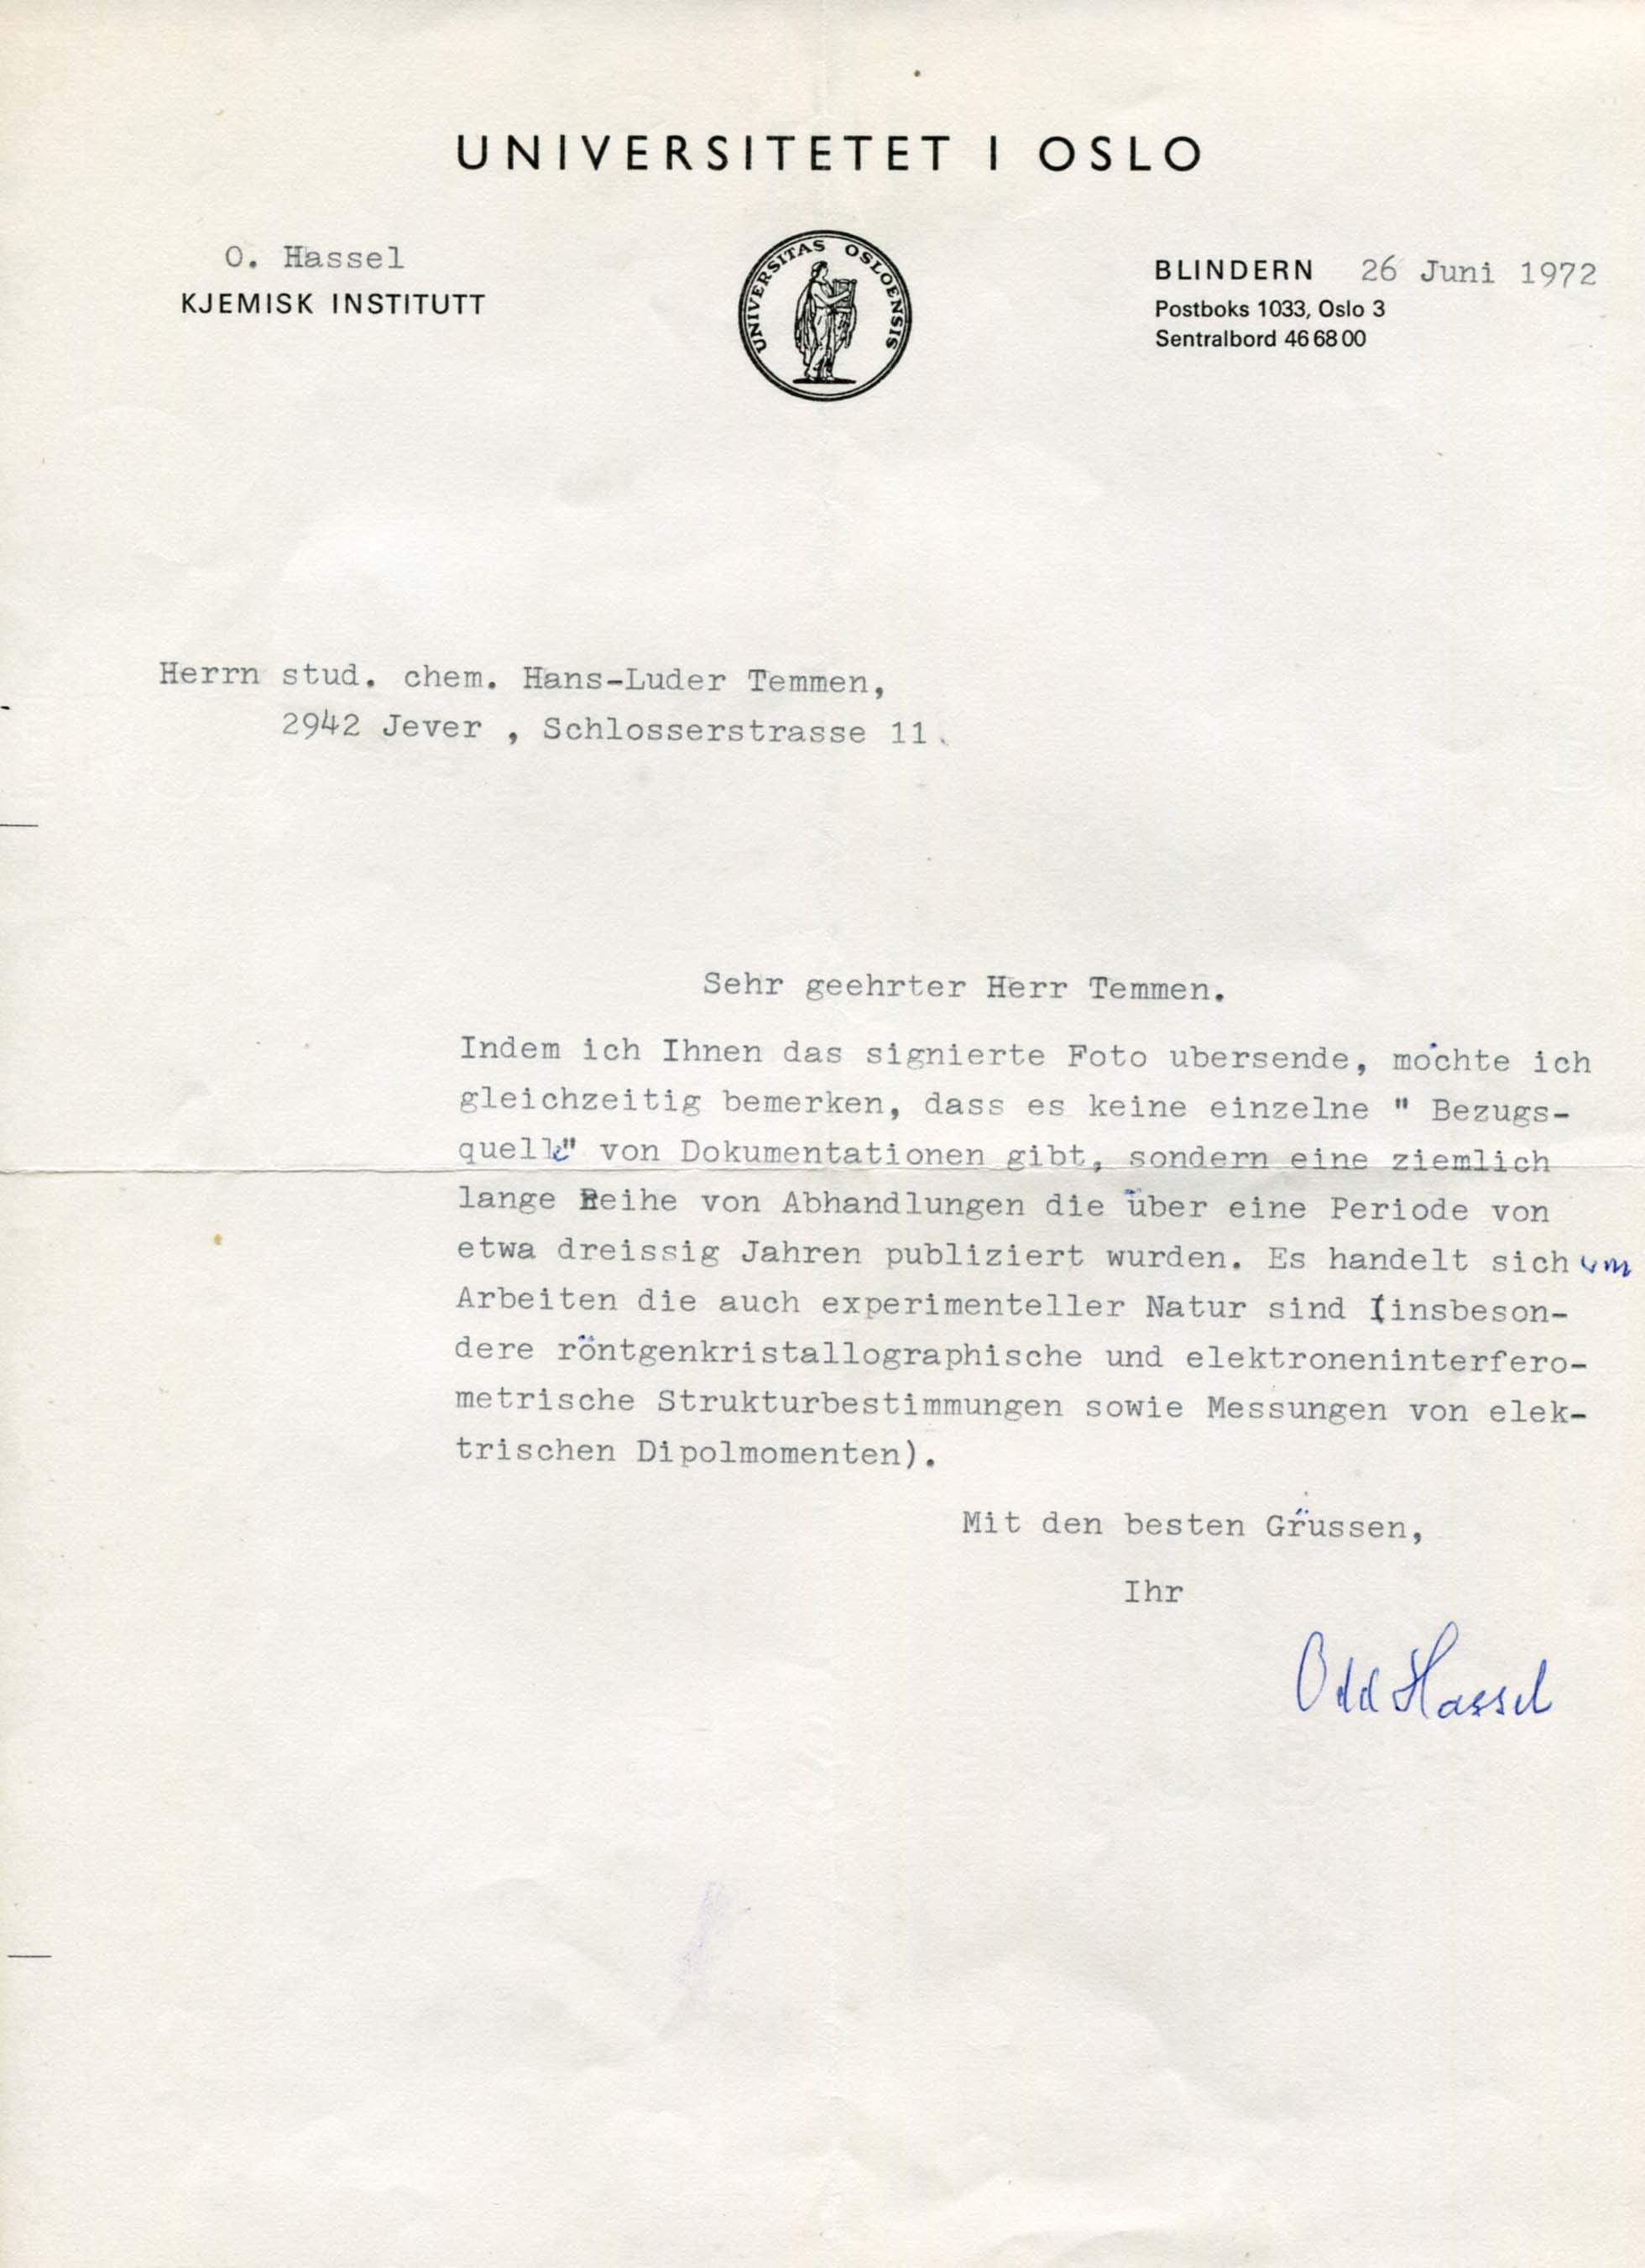 UNIVERSITETET I OSLO
O. Hassel
KJEMISK INSTITUTT
UNIVERSITAS OSLOENSIS
BLINDERN 26 Juni 1972
Postboks 1033, Oslo 3
Sentralbord 46 68 00
Herrn stud. chem. Hans-Luder Temmen,
2942 Jever , Schlosserstrasse 11.
Sehr geehrter Herr Temmen.
Indem ich Ihnen das signierte Foto ubersende, möchte ich
gleichzeitig bemerken, dass es keine einzelne " Bezugs-
quelle" von Dokumentationen gibt, sondern eine ziemlich
lange Reihe von Abhandlungen die über eine Periode von
etwa dreissig Jahren publiziert wurden. Es handelt sich um
Arbeiten die auch experimenteller Natur sind (insbeson-
dere röntgenkristallographische und elektroneninterfero-
metrische Strukturbestimmungen sowie Messungen von elek-
trischen Dipolmomenten).
Mit den besten Grüssen,
Ihr
Odd Hassel